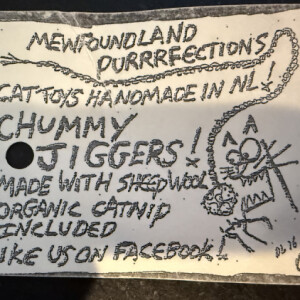 MEWFOUNDLAND
PURRRFECTIONS
CAT TOYS HANDMADE IN NL!
CHUMMY
JIGGERS!
MADE WITH SHEEP WOOL
ORGANIC CATNIP
INCLUDED
IKE US ON FACEBOOK